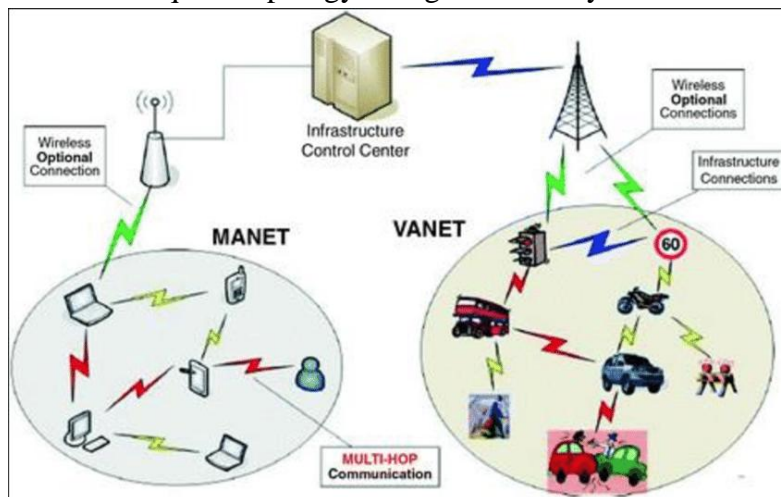 Infrastructure
Control Center
Wireless
Optional
Connection
Wireless
Optional
Connections
Infrastructure
Connections
MANET
VANET
60
MULTI-HOP
Communication